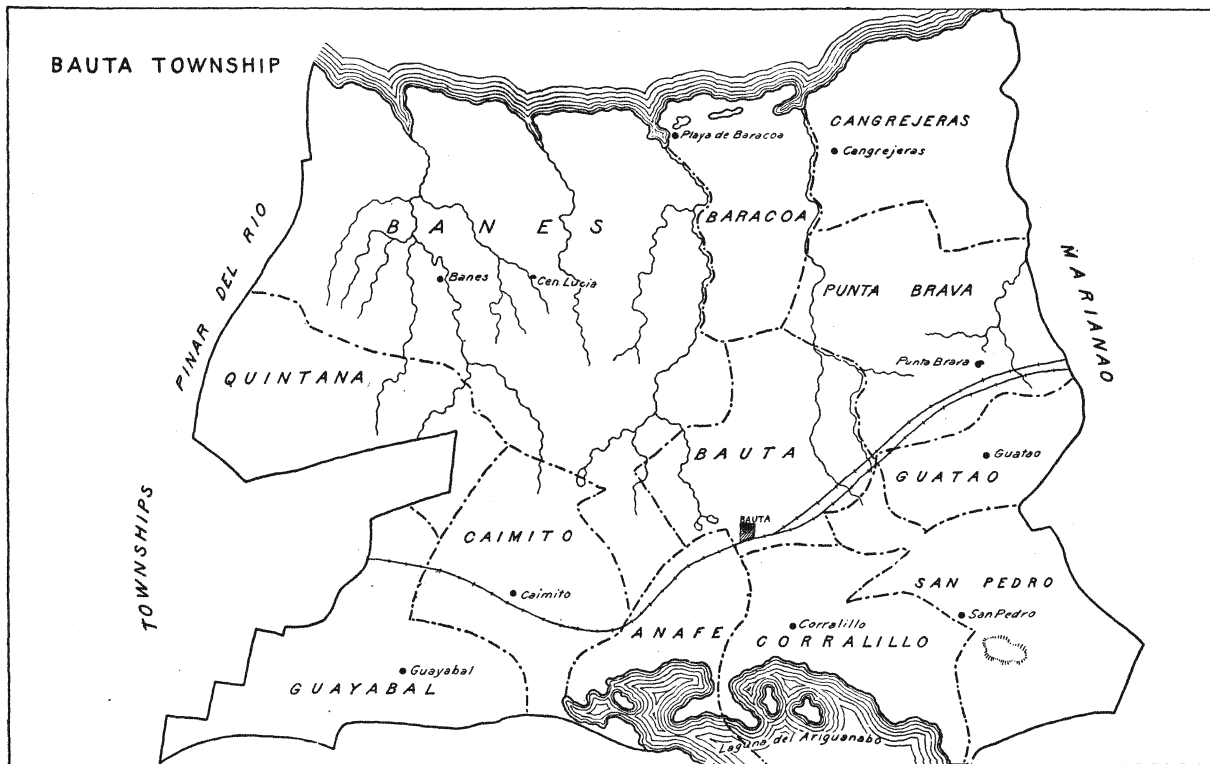 BAUTA TOWNSHIP
CANGREJERAS
Playa de Baracoa
Cangrejeras
BANES
BARACOA
PINAR DEL RIO
MARIANAO
Banes
Cen. Lucia
PUNTA BRAVA
Punta Brava
QUINTANA
BAUTA
Guatao
GUATAO
TOWNSHIPS
BAUTA
CAIMITO
SAN PEDRO
Caimito
San Pedro
Corralillo
ANAFE
CORRALILLO
Guayabal
GUAYABAL
Laguna del Ariguanabo